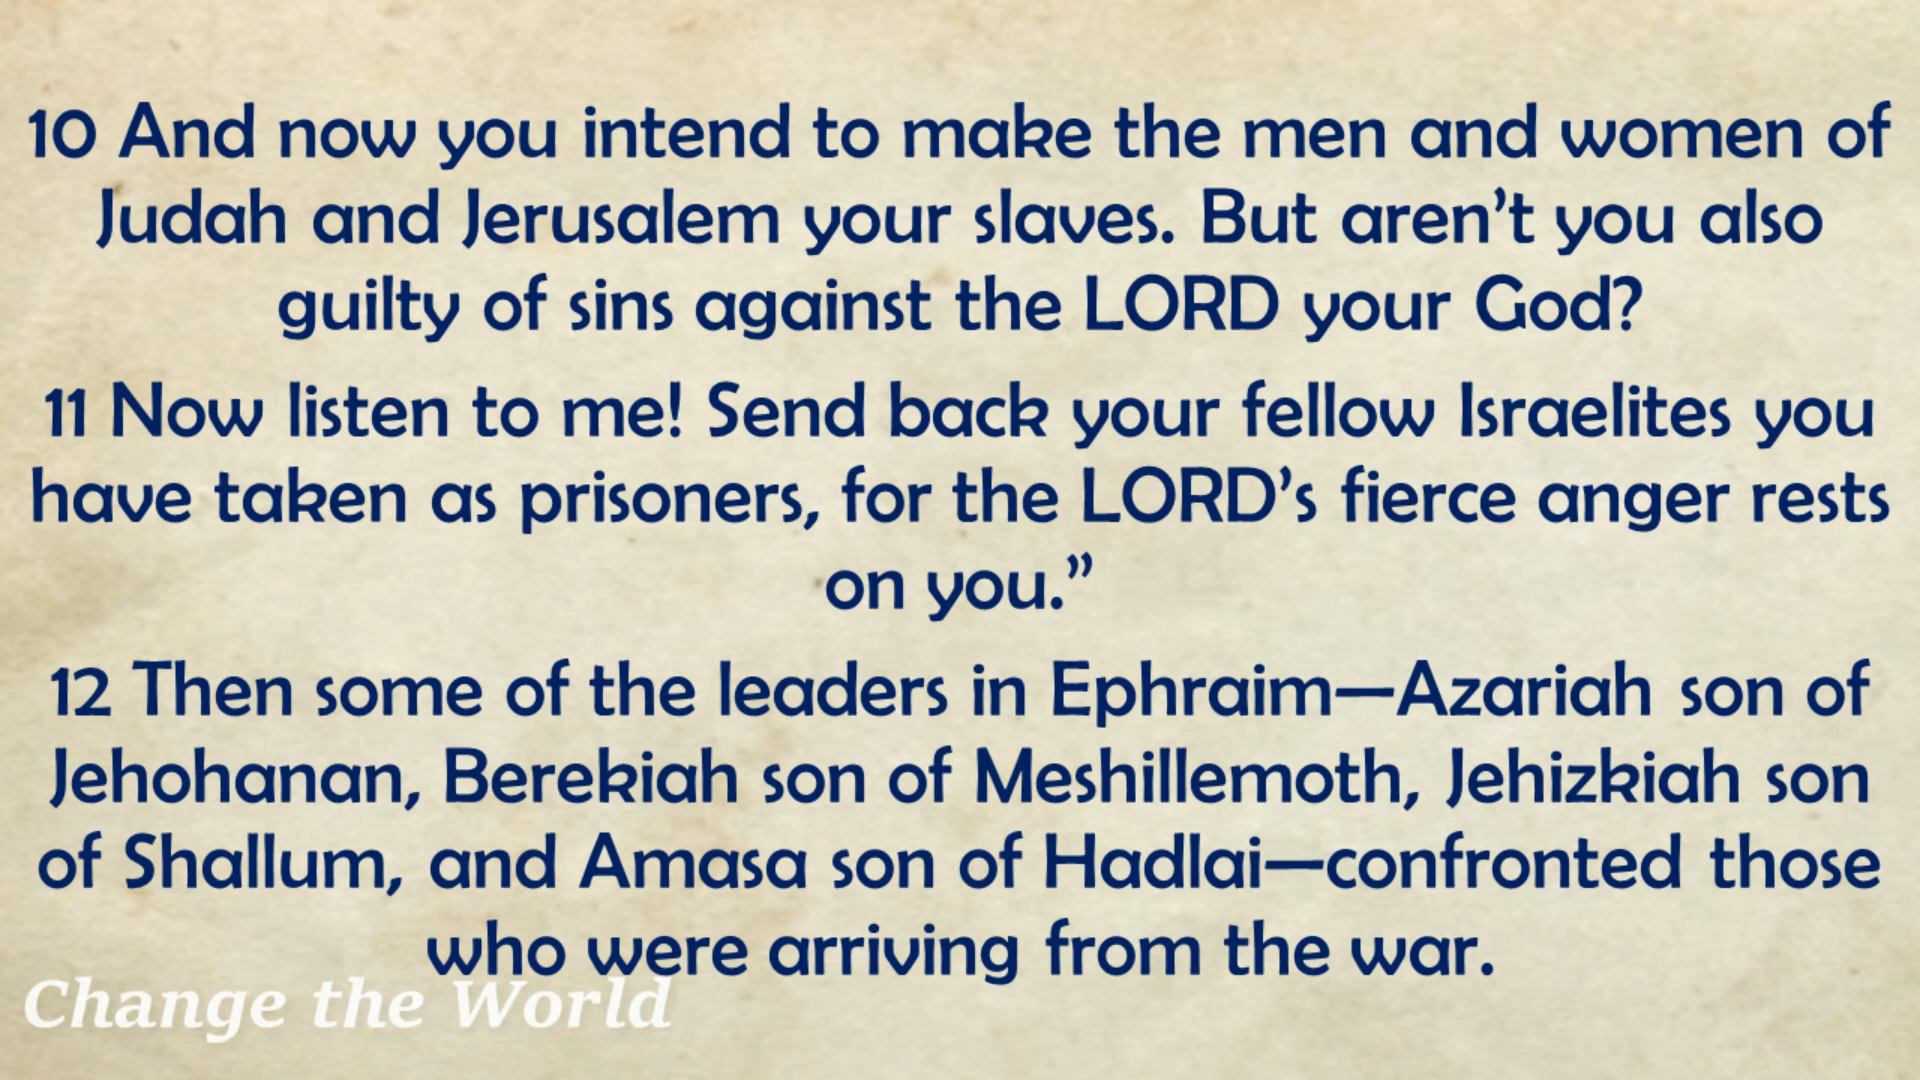 10 And now you intend to make the men and women of
Judah and Jerusalem your slaves. But aren’t you also
guilty of sins against the LORD your God?
11 Now listen to me! Send back your fellow Israelites you
have taken as prisoners, for the LORD’s fierce anger rests
on you.”
12 Then some of the leaders in Ephraim—Azariah son of
Jehohanan, Berekiah son of Meshillemoth, Jehizkiah son
of Shallum, and Amasa son of Hadlai—confronted those
who were arriving from the war.
Change the World